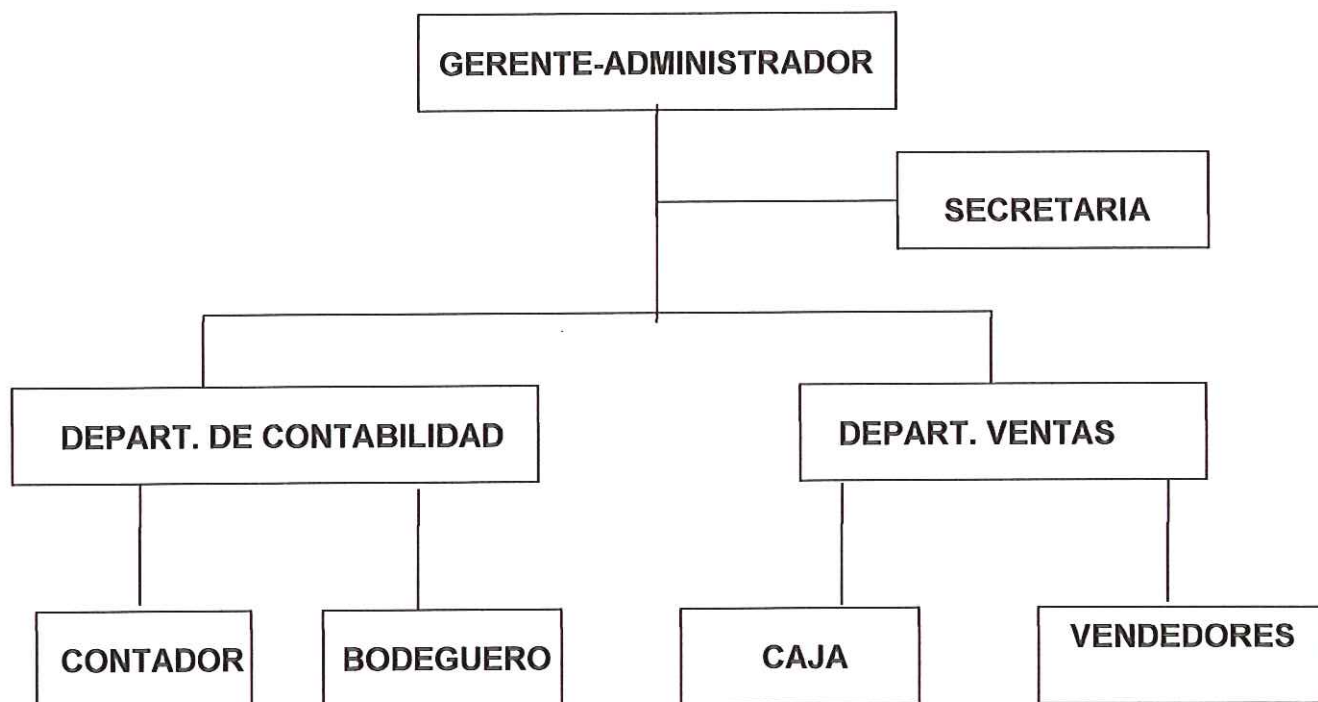 GERENTE-ADMINISTRADOR
SECRETARIA
DEPART. DE CONTABILIDAD
DEPART. VENTAS
CONTADOR
BODEGUERO
CAJA
VENDEDORES